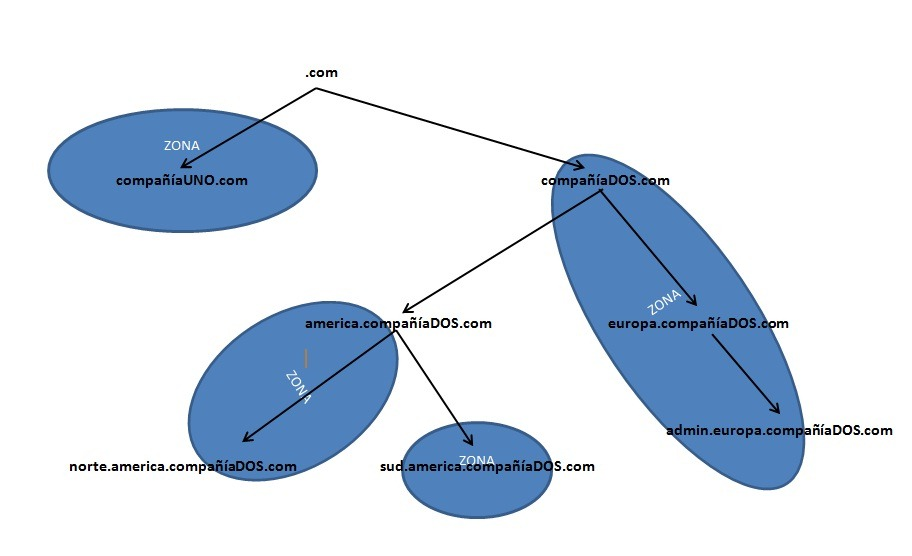 .com
ZONA
compañíaUNO.com
compañíaDOS.com
ZONA
america.compañíaDOS.com
europa.compañíaDOS.com
ZONA
admin.europa.compañíaDOS.com
ZONA
norte.america.compañíaDOS.com
sud.america.compañíaDOS.com